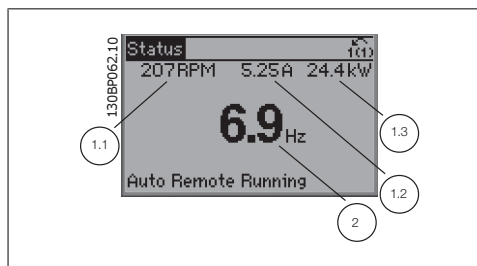 130BP062.10
Status
1(1)
207RPM 5.25A 24.4kW
6.9Hz
Auto Remote Running
1.1
1.3
1.2
2